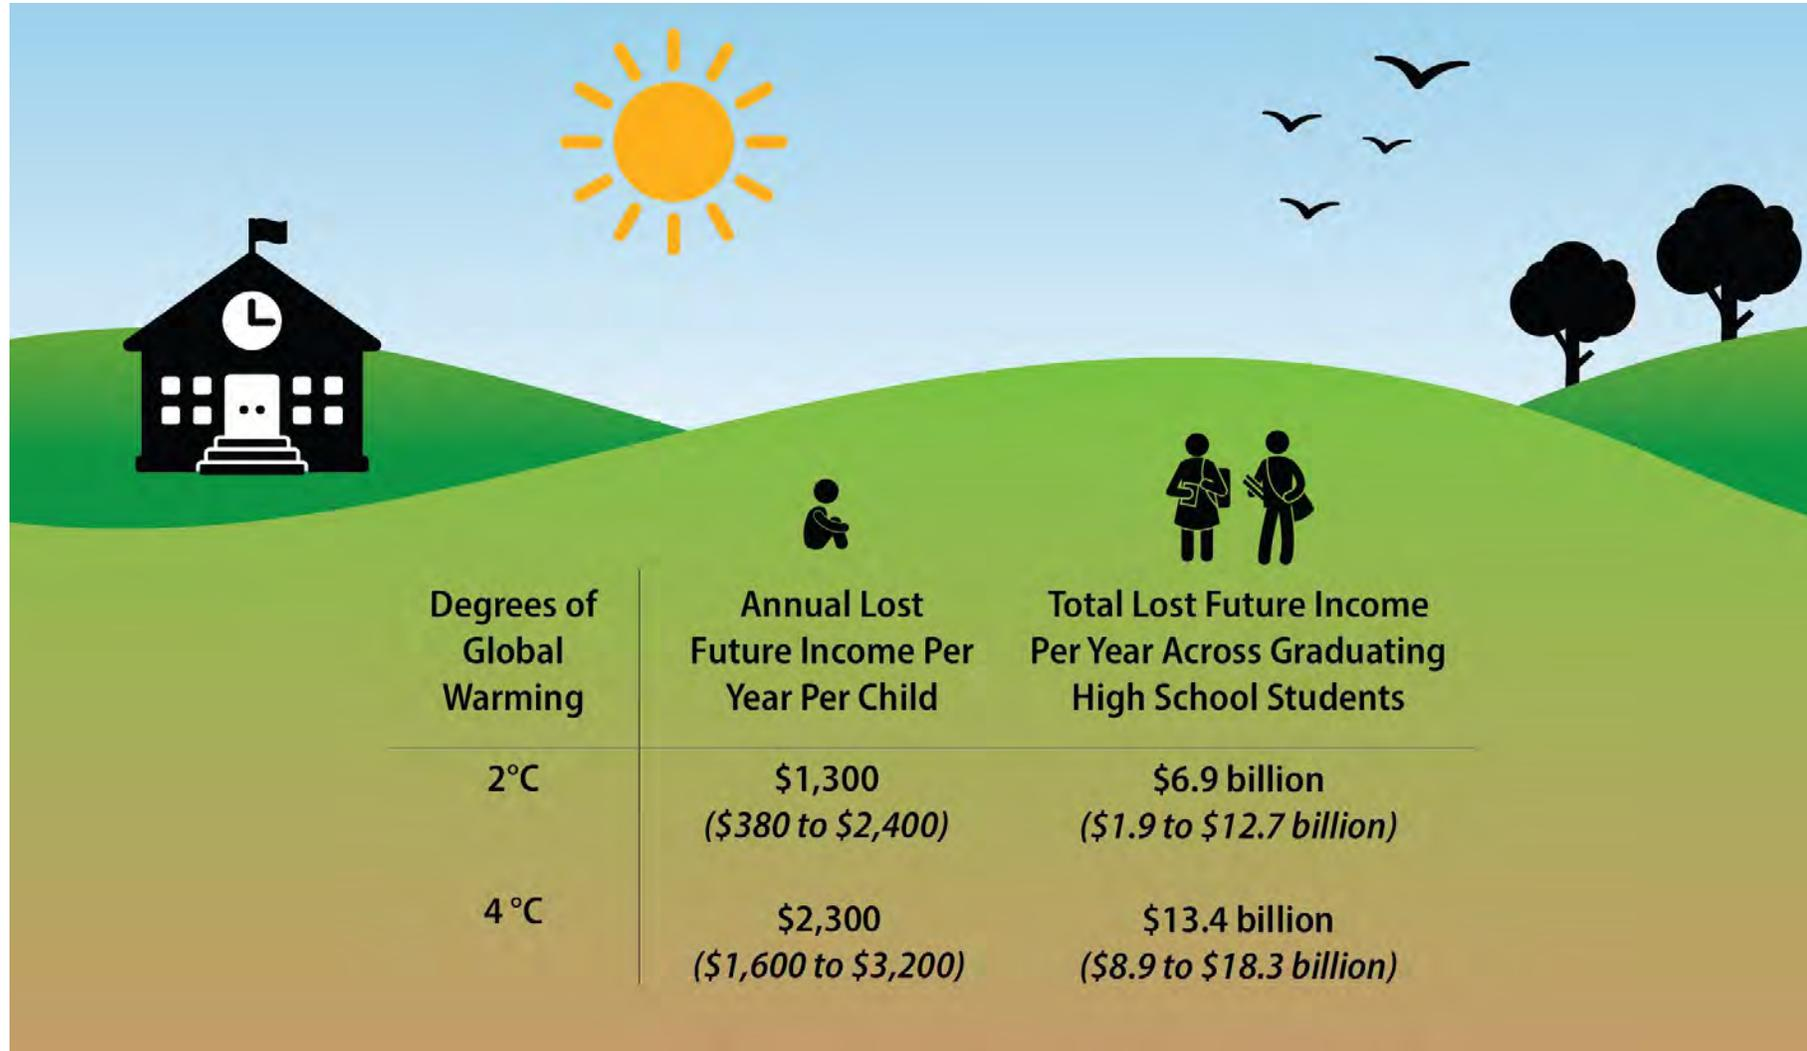 Degrees of
Global
Warming
Annual Lost
Future Income Per
Year Per Child
Total Lost Future Income
Per Year Across Graduating
High School Students
2°C
$1,300
($380 to $2,400)
$6.9 billion
($1.9 to $12.7 billion)
4 °C
$2,300
($1,600 to $3,200)
$13.4 billion
($8.9 to $18.3 billion)